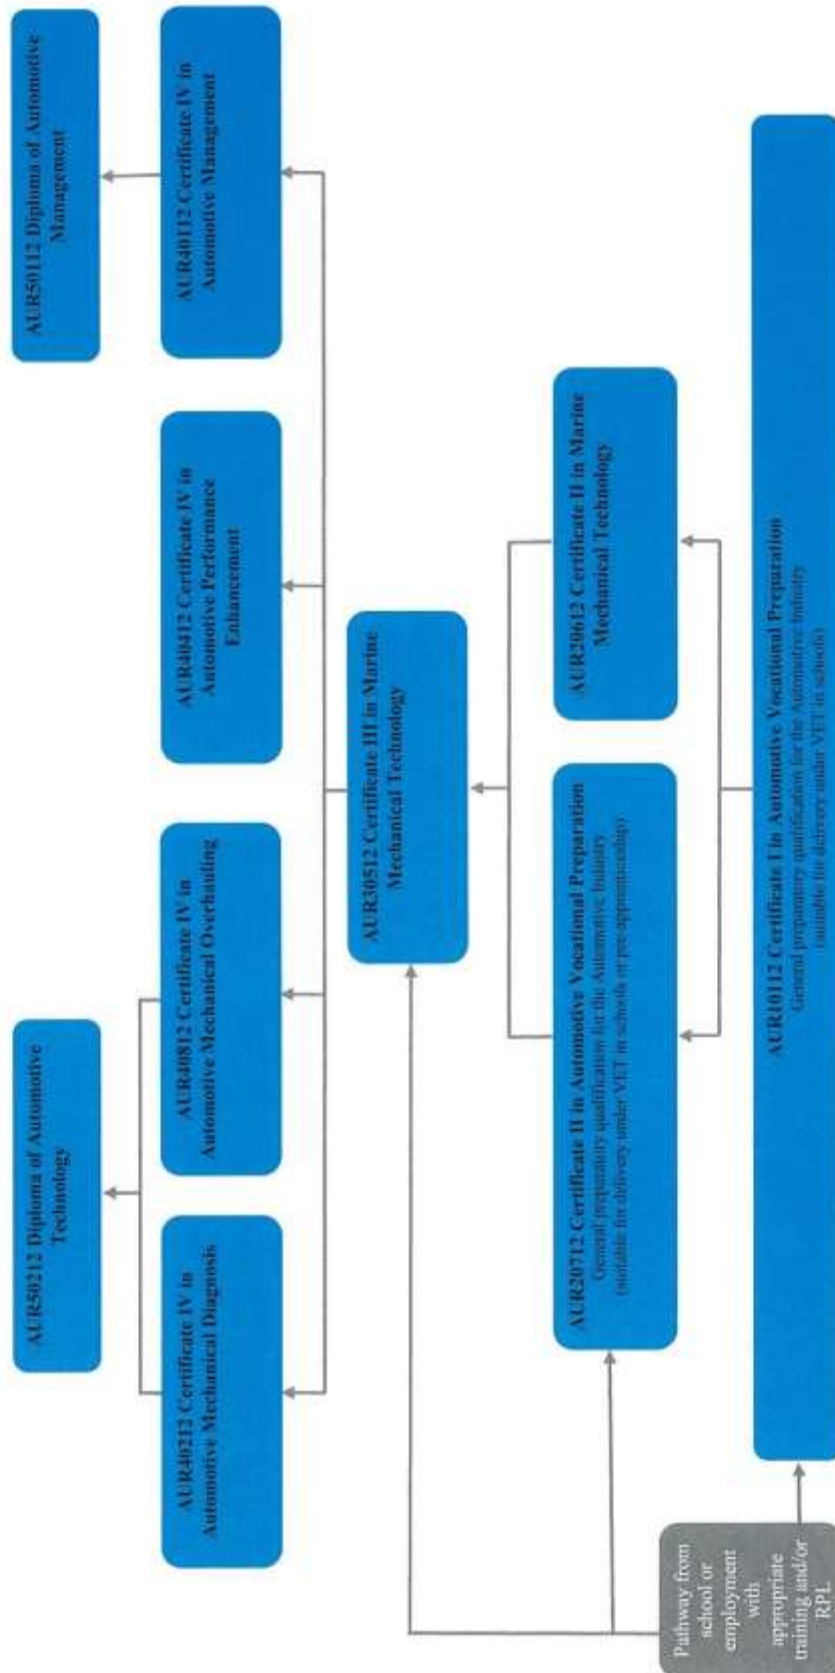 AUR50212 Diploma of Automotive
Technology
AUR50112 Diploma of Automotive
Management
AUR40212 Certificate IV in
Automotive Mechanical Diagnosis
AUR40812 Certificate IV in
Automotive Mechanical Overhauling
AUR40412 Certificate IV in
Automotive Performance
Enhancement
AUR40112 Certificate IV in
Automotive Management
AUR30512 Certificate III in Marine
Mechanical Technology
AUR20712 Certificate II in Automotive Vocational Preparation
General preparatory qualification for the Automotive Industry
(suitable for delivery under VET in schools or pre-apprenticeship)
AUR20612 Certificate II in Marine
Mechanical Technology
Pathway from
school or
employment
with
appropriate
training and/or
RPL
AUR10112 Certificate I in Automotive Vocational Preparation
General preparatory qualification for the Automotive Industry
(suitable for delivery under VET in schools)